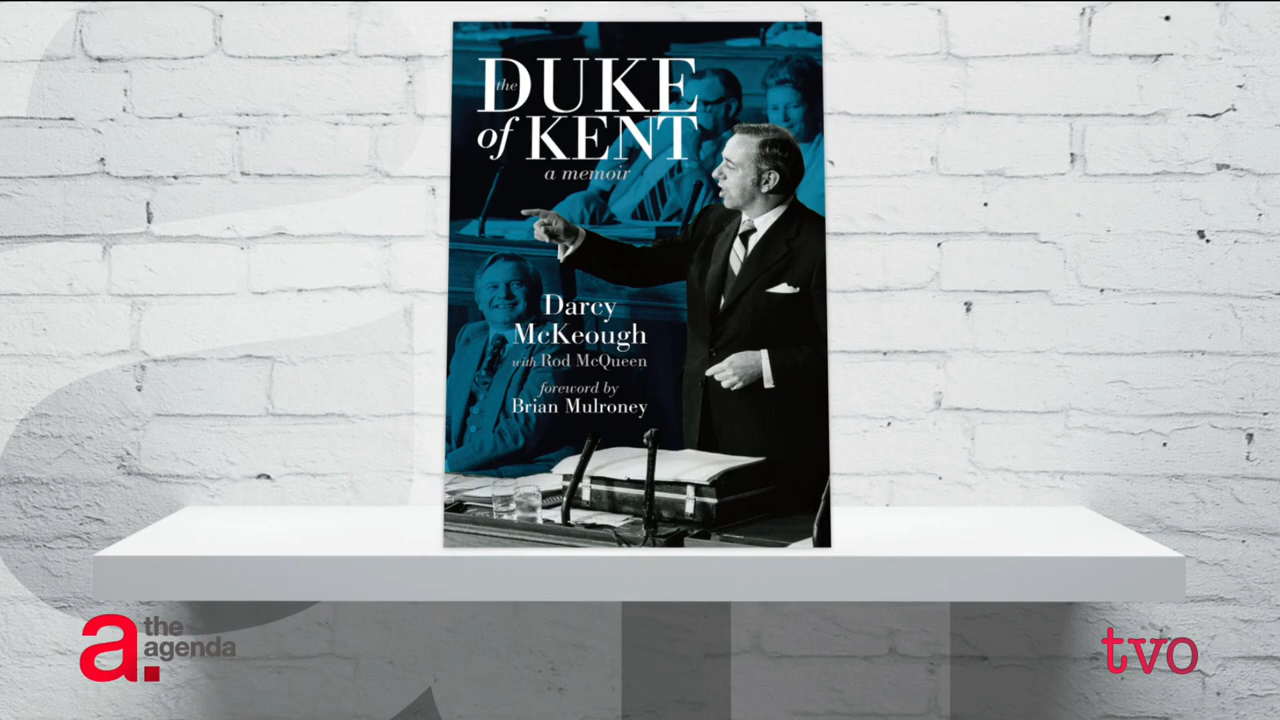 the DUKE
of KENT
a memoir
Darcy
McKeough
with Rod McQueen
foreword by
Brian Mulroney
a. the
agenda
tvo